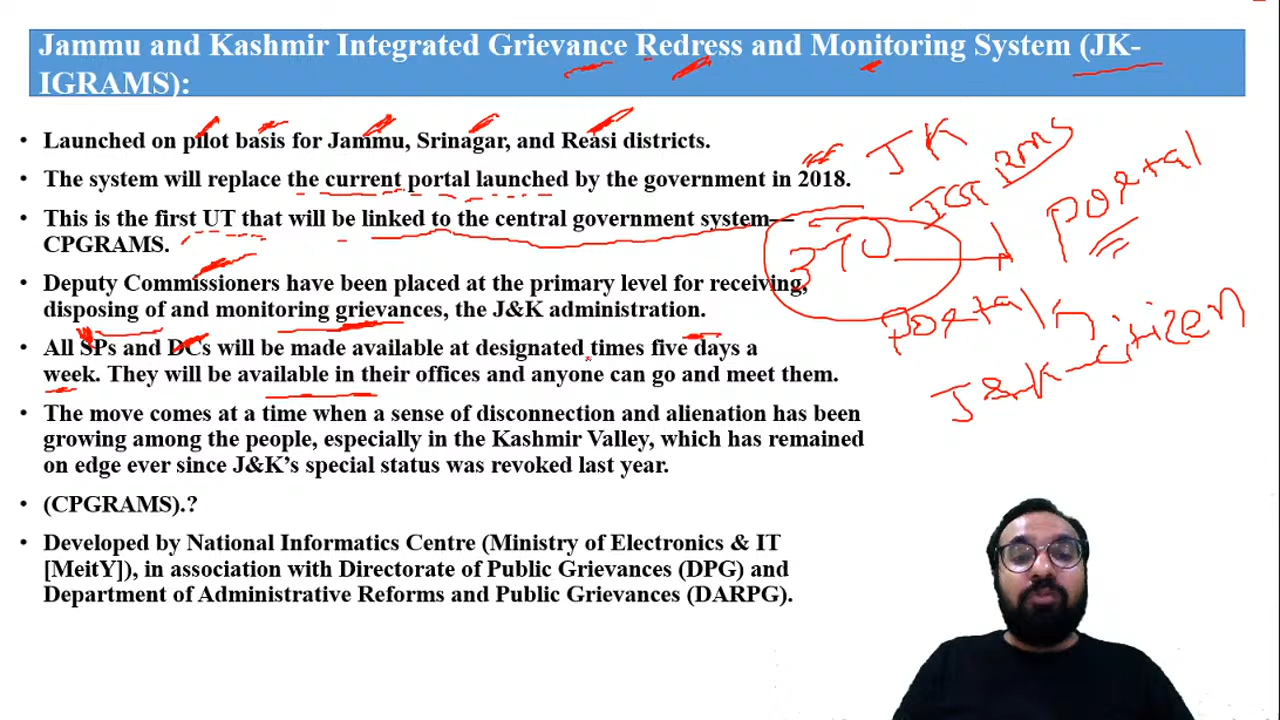 Jammu and Kashmir Integrated Grievance Redress and Monitoring System (JK-
IGRAMS):
• Launched on pilot basis for Jammu, Srinagar, and Reasi districts.
• The system will replace the current portal launched by the government in 2018.
• This is the first UT that will be linked to the central government system—
CPGRAMS.
• Deputy Commissioners have been placed at the primary level for receiving,
disposing of and monitoring grievances, the J&K administration.
• All SPs and DCs will be made available at designated times five days a
week. They will be available in their offices and anyone can go and meet them.
• The move comes at a time when a sense of disconnection and alienation has been
growing among the people, especially in the Kashmir Valley, which has remained
on edge ever since J&K's special status was revoked last year.
• (CPGRAMS).?
• Developed by National Informatics Centre (Ministry of Electronics & IT
[MeitY]), in association with Directorate of Public Grievances (DPG) and
Department of Administrative Reforms and Public Grievances (DARPG).
JK
Portal
370
Portal
J&K-citizen